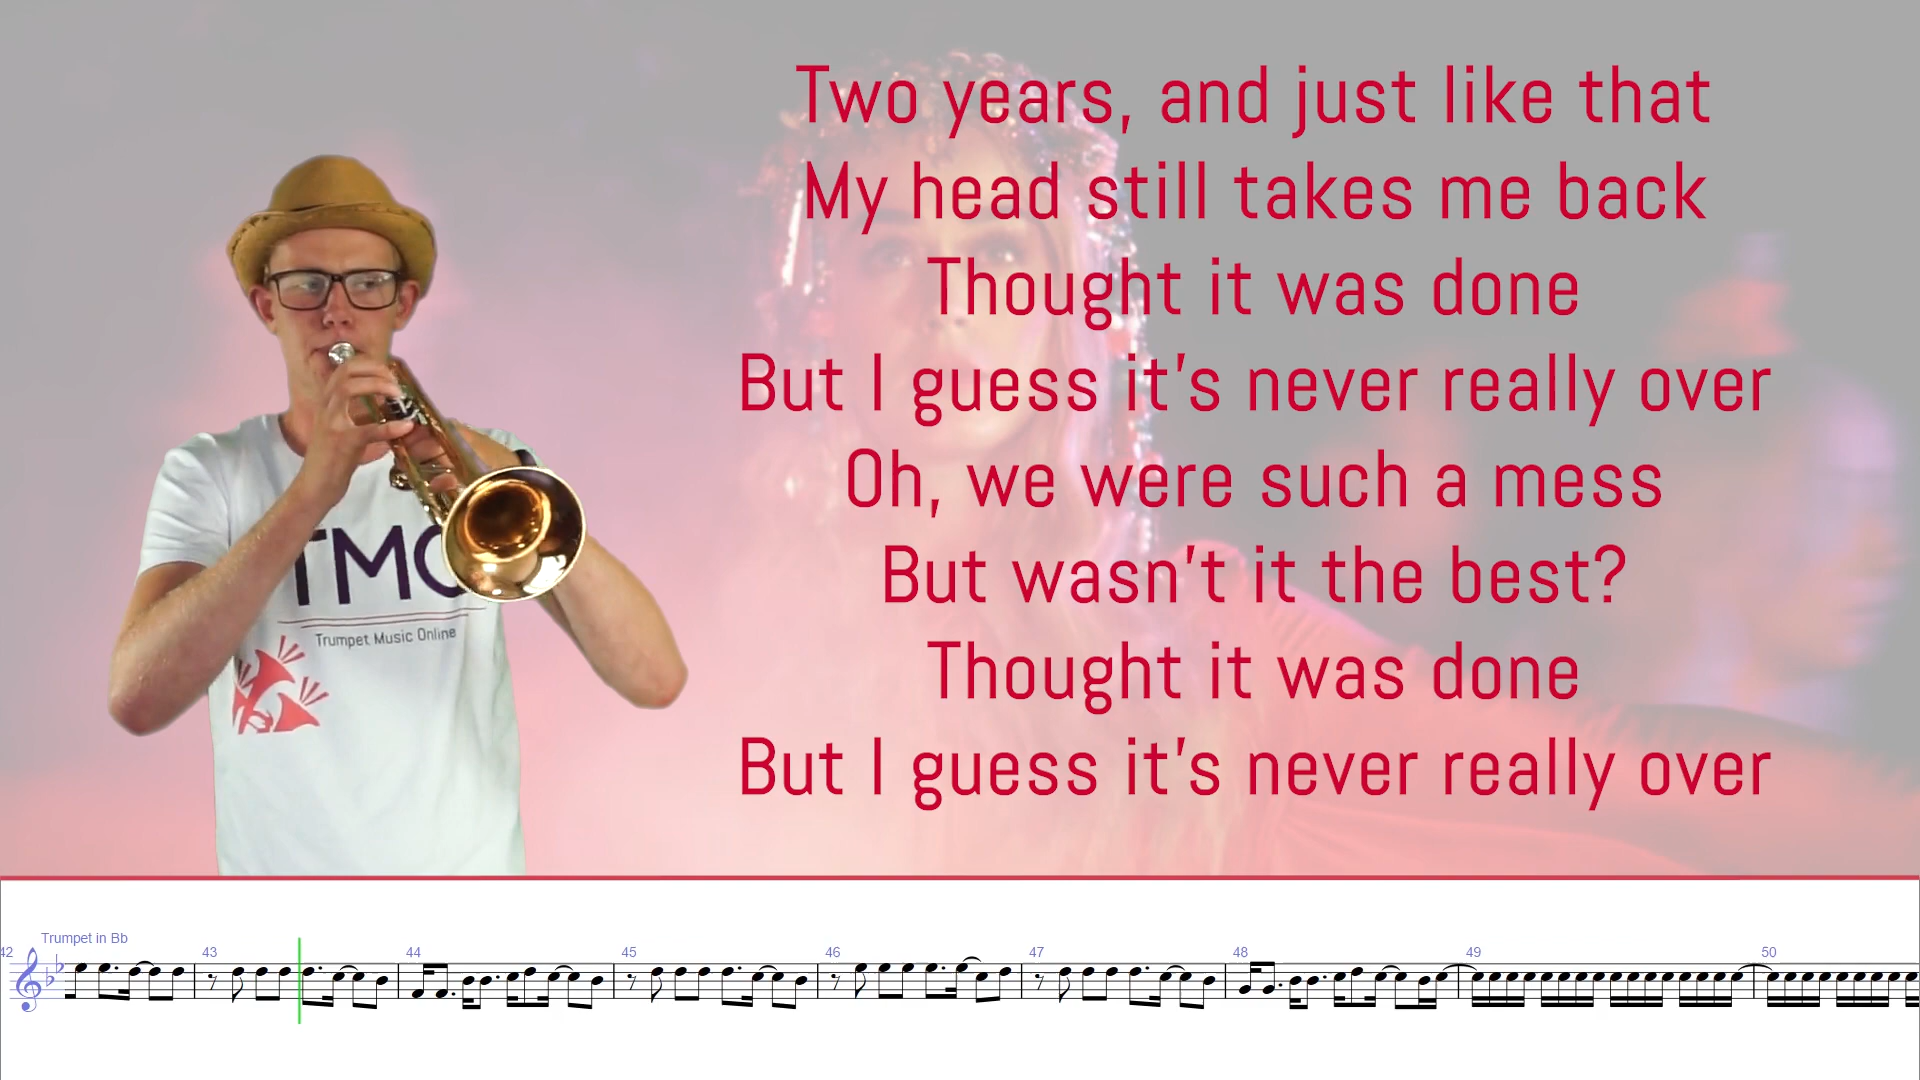 Two years, and just like that
My head still takes me back
Thought it was done
But I guess it's never really over
Oh, we were such a mess
But wasn't it the best?
Thought it was done
But I guess it's never really over
TMO
Trumpet Music Online
Trumpet in Bb
42 43 44 45 46 47 48 49 50